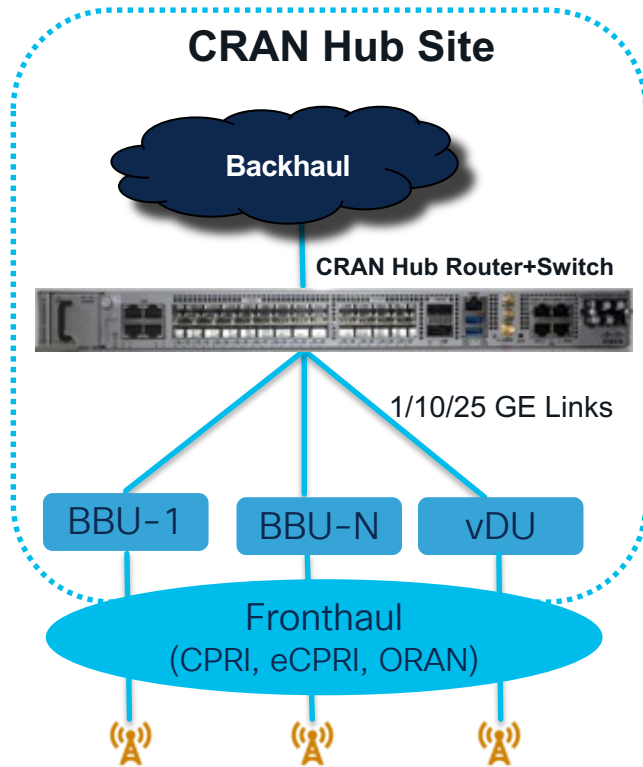 CRAN Hub Site
Backhaul
CRAN Hub Router+Switch
CISCO
1/10/25 GE Links
BBU-1
BBU-N
vDU
Fronthaul
(CPRI, eCPRI, ORAN)